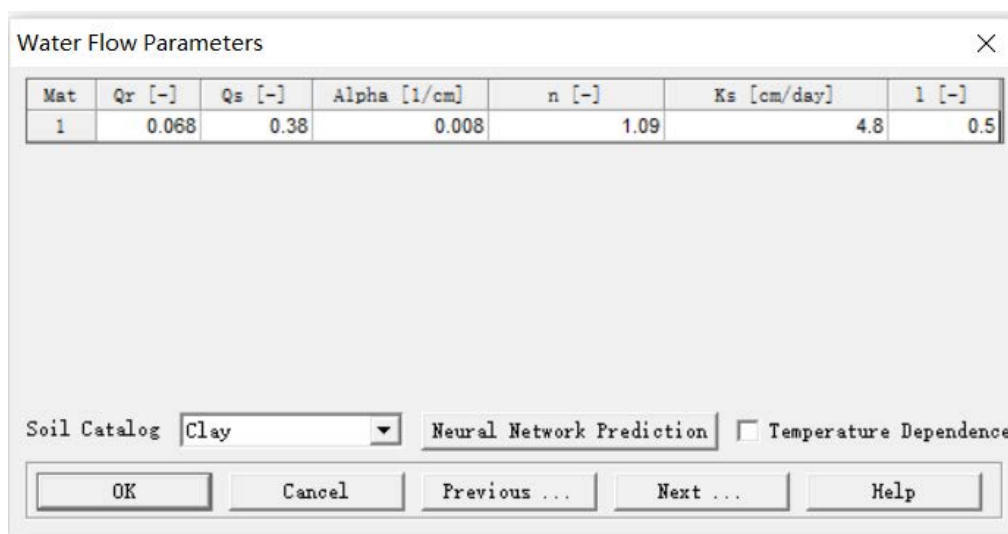 Water Flow Parameters
Mat Qr [-] Qs [-] Alpha [1/cm] n [-] Ks [cm/day] l [-]
1 0.068 0.38 0.008 1.09 4.8 0.5
Soil Catalog Clay Neural Network Prediction Temperature Dependence
OK Cancel Previous ... Next ... Help